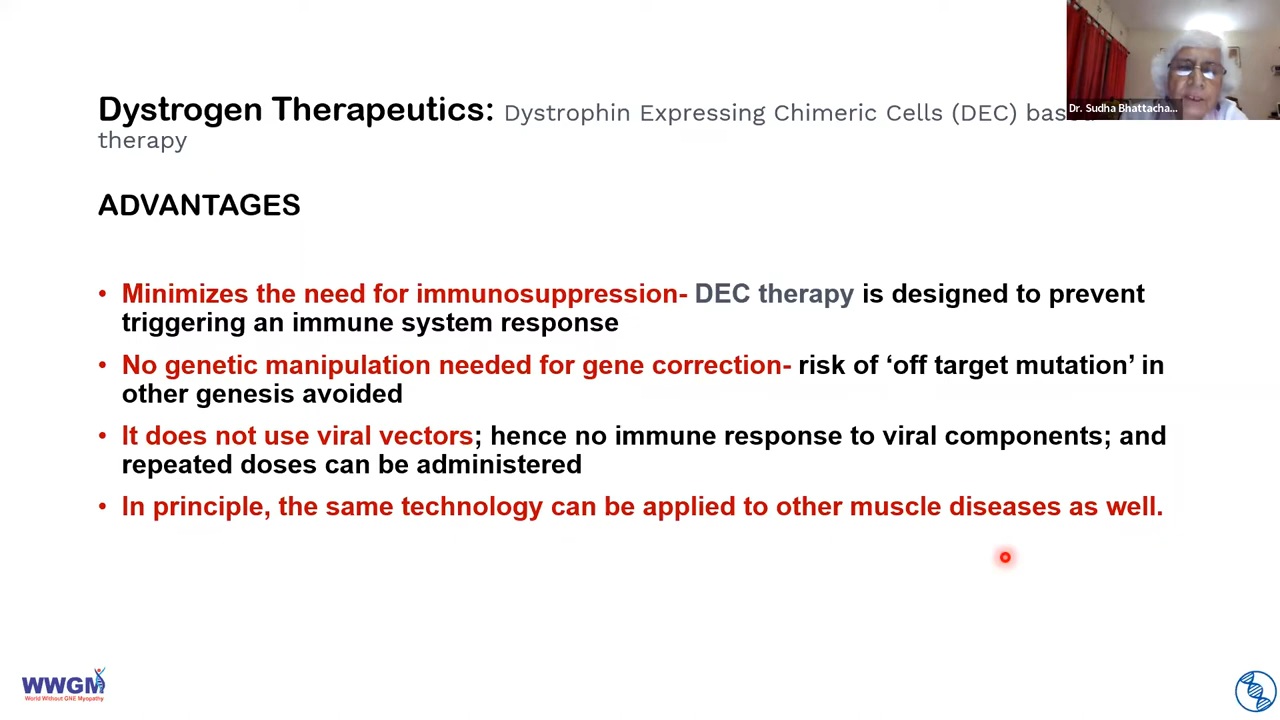 Dr. Sudha Bhattacha...
Dystrogen Therapeutics: Dystrophin Expressing Chimeric Cells (DEC) based
therapy
ADVANTAGES
• Minimizes the need for immunosuppression- DEC therapy is designed to prevent
triggering an immune system response
• No genetic manipulation needed for gene correction- risk of ‘off target mutation’ in
other genesis avoided
• It does not use viral vectors; hence no immune response to viral components; and
repeated doses can be administered
• In principle, the same technology can be applied to other muscle diseases as well.
WWGM
World Without GNE Myopathy